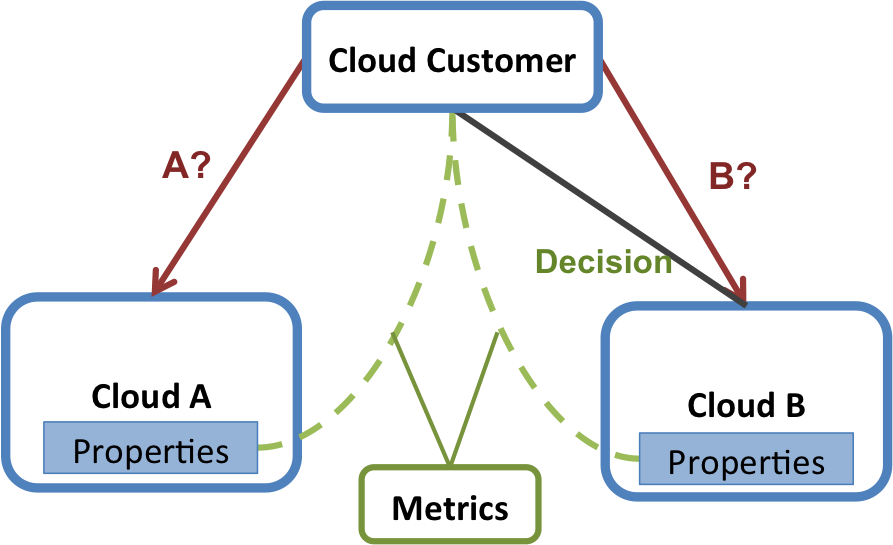 Cloud Customer
A?
B?
Decision
Cloud A
Properties
Cloud B
Properties
Metrics